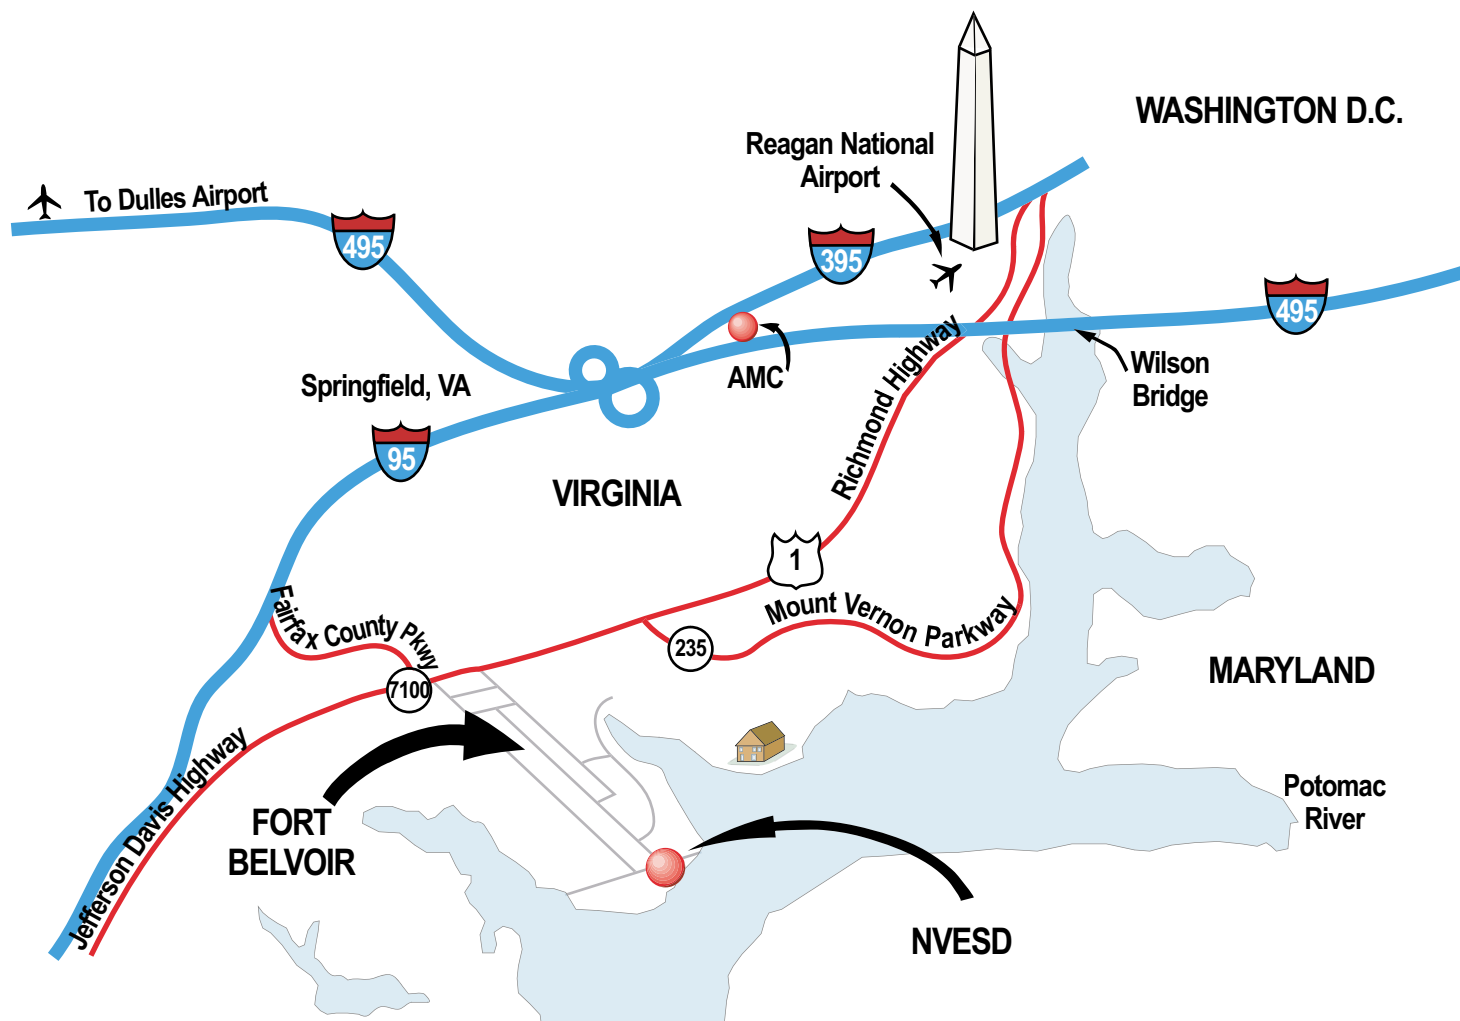 WASHINGTON D.C.
Reagan National
Airport
To Dulles Airport
495
395
495
Wilson
Bridge
AMC
Springfield, VA
95
Richmond Highway
VIRGINIA
1
Mount Vernon Parkway
Fairfax County Pkwy
235
7100
MARYLAND
Jefferson Davis Highway
Potomac
River
FORT
BELVOIR
NVESD